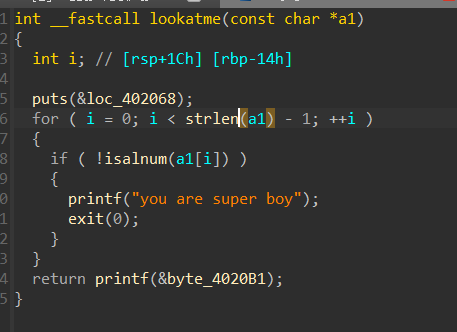 1 int __fastcall lookatme(const char *a1)
2 {
3 int i; // [rsp+1Ch] [rbp-14h]
4
5 puts(&loc_402068);
6 for ( i = 0; i < strlen(a1) - 1; ++i )
7 {
8 if ( !isalnum(a1[i]) )
9 {
0 printf("you are super boy");
1 exit(0);
2 }
3 }
4 return printf(&byte_4020B1);
5 }